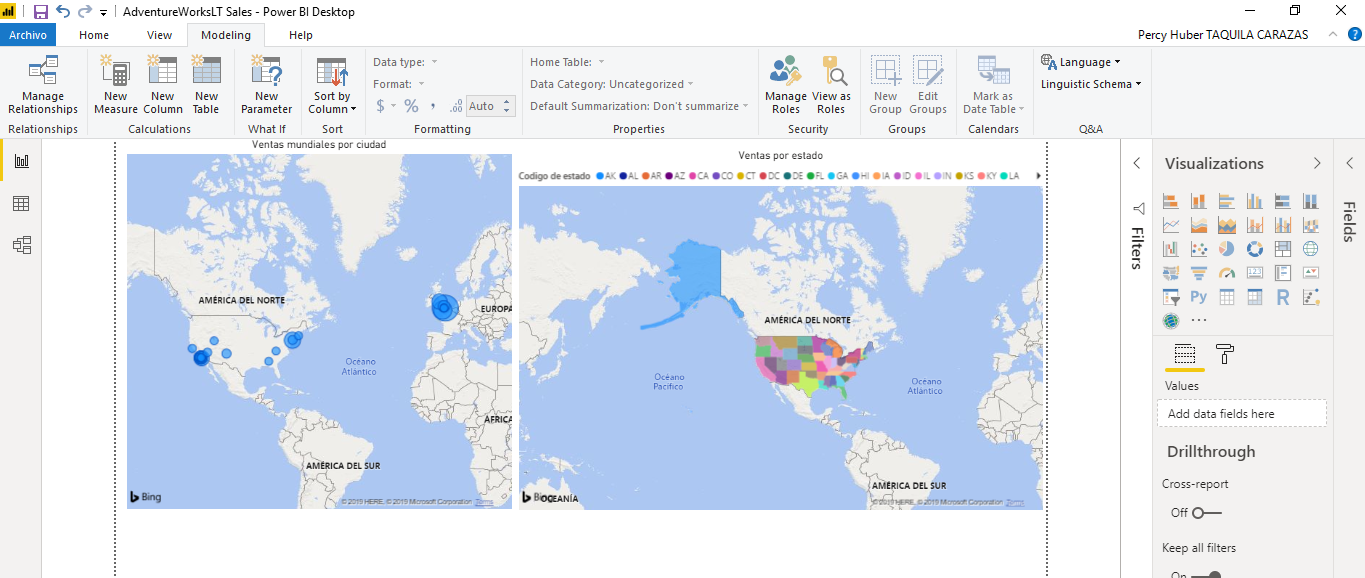 AdventureWorksLT Sales - Power BI Desktop
Archivo Home View Modeling Help Percy Huber TAQUILA CARAZAS
Manage Relationships
New Measure
New Column
New Table
New Parameter
Sort by Column
Data type:
Format:
$ % , .00 Auto
Home Table:
Data Category: Uncategorized
Default Summarization: Don't summarize
Manage Roles
View as Roles
New Group
Edit Groups
Mark as Date Table
Language
Linguistic Schema
Relationships Calculations What If Sort Formatting Properties Security Groups Calendars Q&A
Ventas mundiales por ciudad
AMÉRICA DEL NORTE
EUROPA
Océano
Atlántico
AFRICA
AMÉRICA DEL SUR
Bing
© 2019 HERE, © 2019 Microsoft Corporation Terms
Ventas por estado
Codigo de estado AK AL AR AZ CA CO CT DC DE FL GA HI IA ID IL IN KS KY LA
AMÉRICA DEL NORTE
Océano
Pacífico
Océano
Atlántico
AMÉRICA DEL SUR
Bing
OCEANÍA
© 2019 HERE, © 2019 Microsoft Corporation Terms
Filters
Visualizations
Py
R
Values
Add data fields here
Drillthrough
Cross-report
Off
Keep all filters
On
Fields